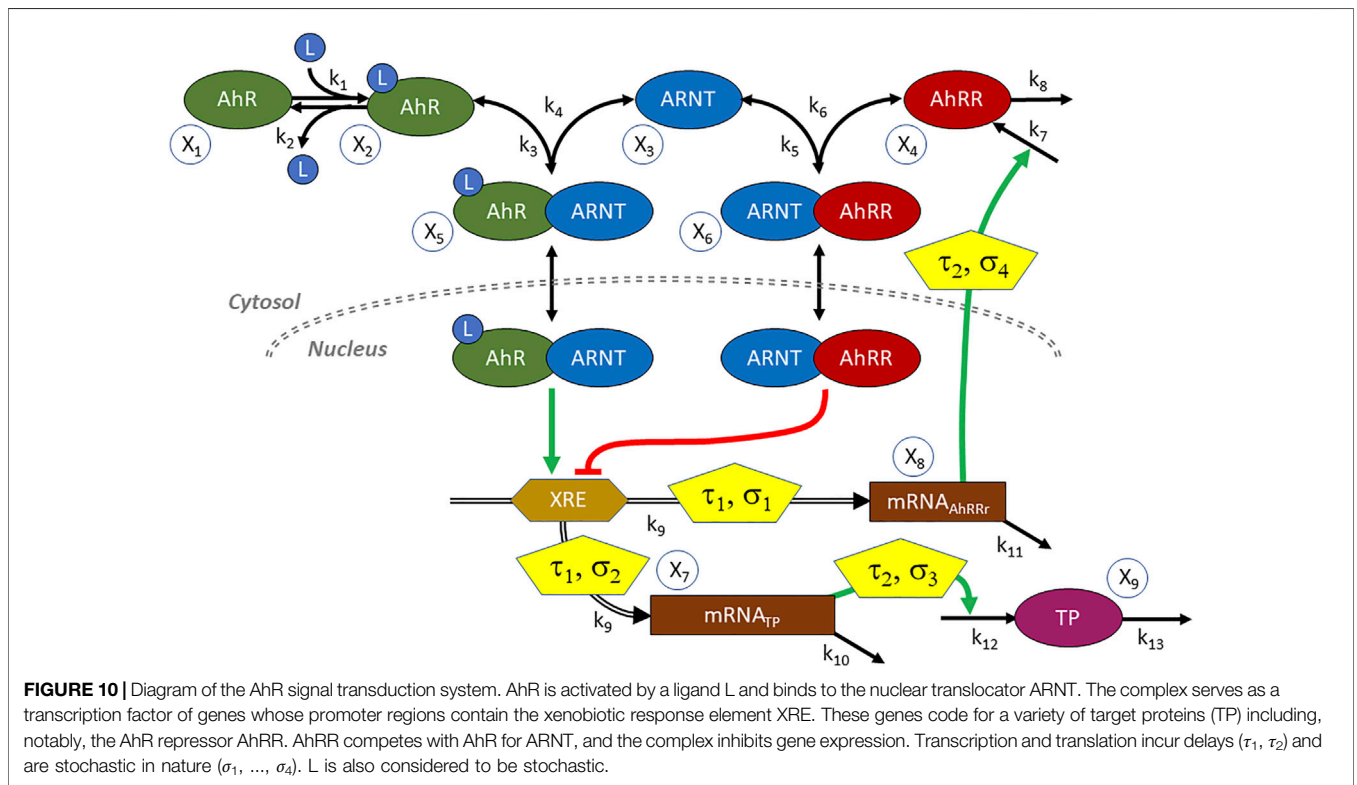 L
k1
L
AhR
AhR
k4
ARNT
k6
AhRR
k8
X1
k2
X2
k3
X3
k5
X4
k7
L
L
AhR
ARNT
ARNT
AhRR
X5
X6
τ2, σ4
Cytosol
Nucleus
L
AhR
ARNT
ARNT
AhRR
X8
XRE
τ1, σ1
mRNAAhRRr
k9
k11
τ1, σ2
X7
τ2, σ3
X9
k9
mRNATP
TP
k12
k13
k10
FIGURE 10 | Diagram of the AhR signal transduction system. AhR is activated by a ligand L and binds to the nuclear translocator ARNT. The complex serves as a
transcription factor of genes whose promoter regions contain the xenobiotic response element XRE. These genes code for a variety of target proteins (TP) including,
notably, the AhR repressor AhRR. AhRR competes with AhR for ARNT, and the complex inhibits gene expression. Transcription and translation incur delays (τ1, τ2) and
are stochastic in nature (σ1, ..., σ4). L is also considered to be stochastic.